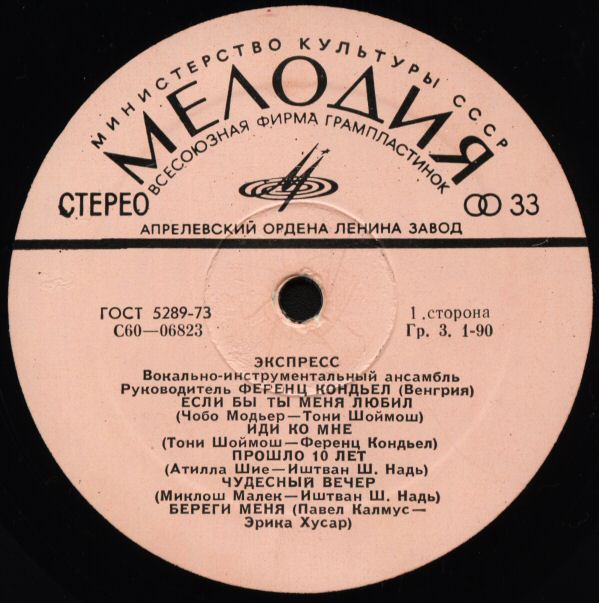 МИНИСТЕРСТВО КУЛЬТУРЫ СССР
МЕЛОДИЯ
ВСЕСОЮЗНАЯ ФИРМА ГРАМПЛАСТИНОК
СТЕРЕО
33
АПРЕЛЕВСКИЙ ОРДЕНА ЛЕНИНА ЗАВОД
ГОСТ 5289-73
1 сторона
С60—06823
Гр. 3. 1-90
ЭКСПРЕСС
Вокально-инструментальный ансамбль
Руководитель ФЕРЕНЦ КОНДЬЕЛ (Венгрия)
ЕСЛИ БЫ ТЫ МЕНЯ ЛЮБИЛ
(Чобо Модьер—Тони Шоймош)
ИДИ КО МНЕ
(Тони Шоймош—Ференц Кондьел)
ПРОШЛО 10 ЛЕТ
(Атилла Шие—Иштван Ш. Надь)
ЧУДЕСНЫЙ ВЕЧЕР
(Миклош Малек—Иштван Ш. Надь)
БЕРЕГИ МЕНЯ (Павел Калмус—
Эрика Хусар)